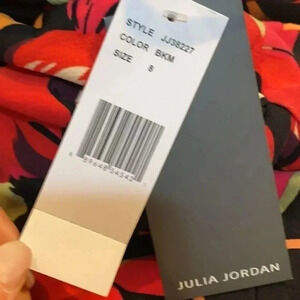 STYLE JJ38227
COLOR BKM
SIZE 8
JULIA JORDAN